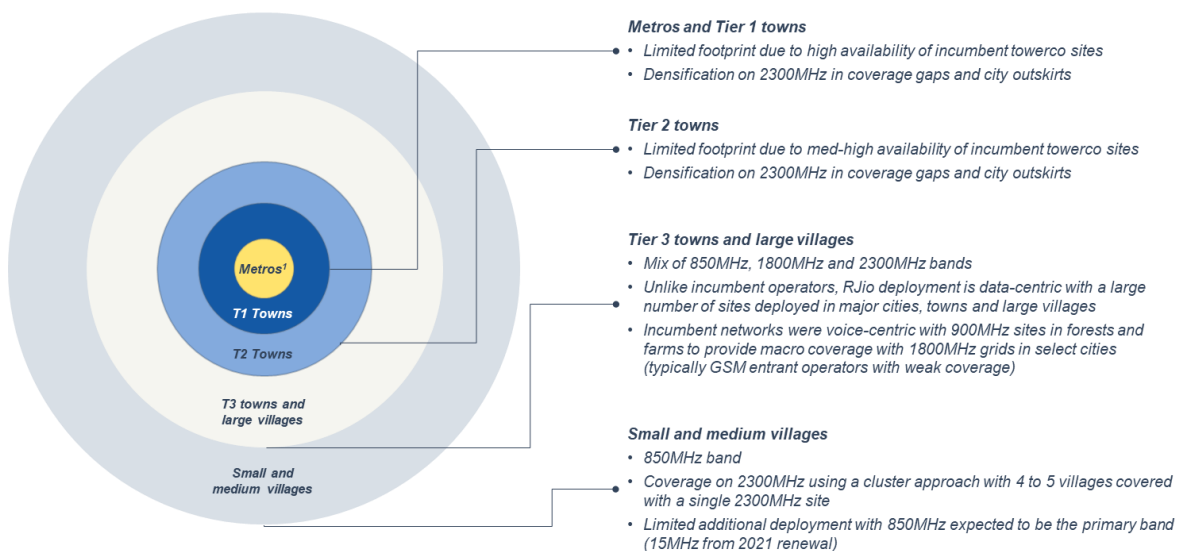 Metros¹
T1 Towns
T2 Towns
T3 towns and
large villages
Small and
medium villages
Metros and Tier 1 towns
• Limited footprint due to high availability of incumbent towerco sites
• Densification on 2300MHz in coverage gaps and city outskirts
Tier 2 towns
• Limited footprint due to med-high availability of incumbent towerco sites
• Densification on 2300MHz in coverage gaps and city outskirts
Tier 3 towns and large villages
• Mix of 850MHz, 1800MHz and 2300MHz bands
• Unlike incumbent operators, RJio deployment is data-centric with a large
number of sites deployed in major cities, towns and large villages
• Incumbent networks were voice-centric with 900MHz sites in forests and
farms to provide macro coverage with 1800MHz grids in select cities
(typically GSM entrant operators with weak coverage)
Small and medium villages
• 850MHz band
• Coverage on 2300MHz using a cluster approach with 4 to 5 villages covered
with a single 2300MHz site
• Limited additional deployment with 850MHz expected to be the primary band
(15MHz from 2021 renewal)